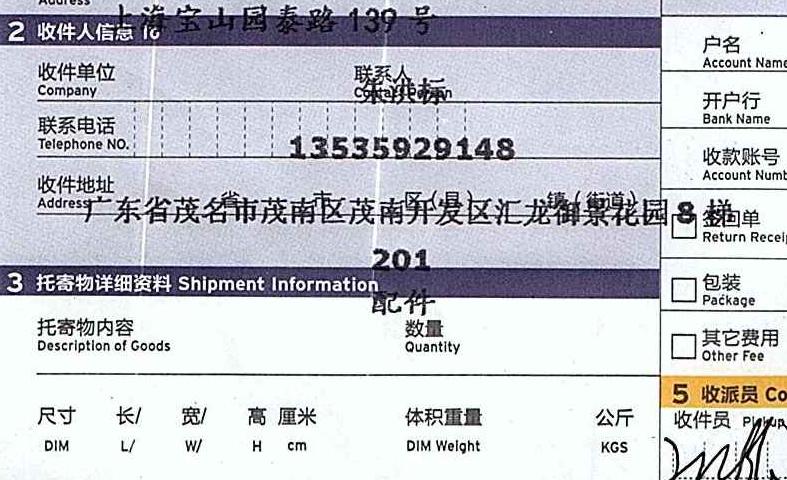 Address
上海宝山园泰路 139 号
2 收件人信息 To
收件单位 联系人
Company Contact Person
朱洪标
联系电话
Telephone NO.
13535929148
收件地址 省 市 区(县) 镇(街道)
Address
广东省茂名市茂南区茂南开发区汇龙御景花园 8 梯
201
3 托寄物详细资料 Shipment Information
配件
托寄物内容 数量
Description of Goods Quantity
尺寸 长/ 宽/ 高 厘米 体积重量 公斤
DIM L/ W/ H cm DIM Weight KGS
户名
Account Name
开户行
Bank Name
收款账号
Account Numb
签回单
Return Receip
包装
Package
其它费用
Other Fee
5 收派员 Co
收件员 Pickup